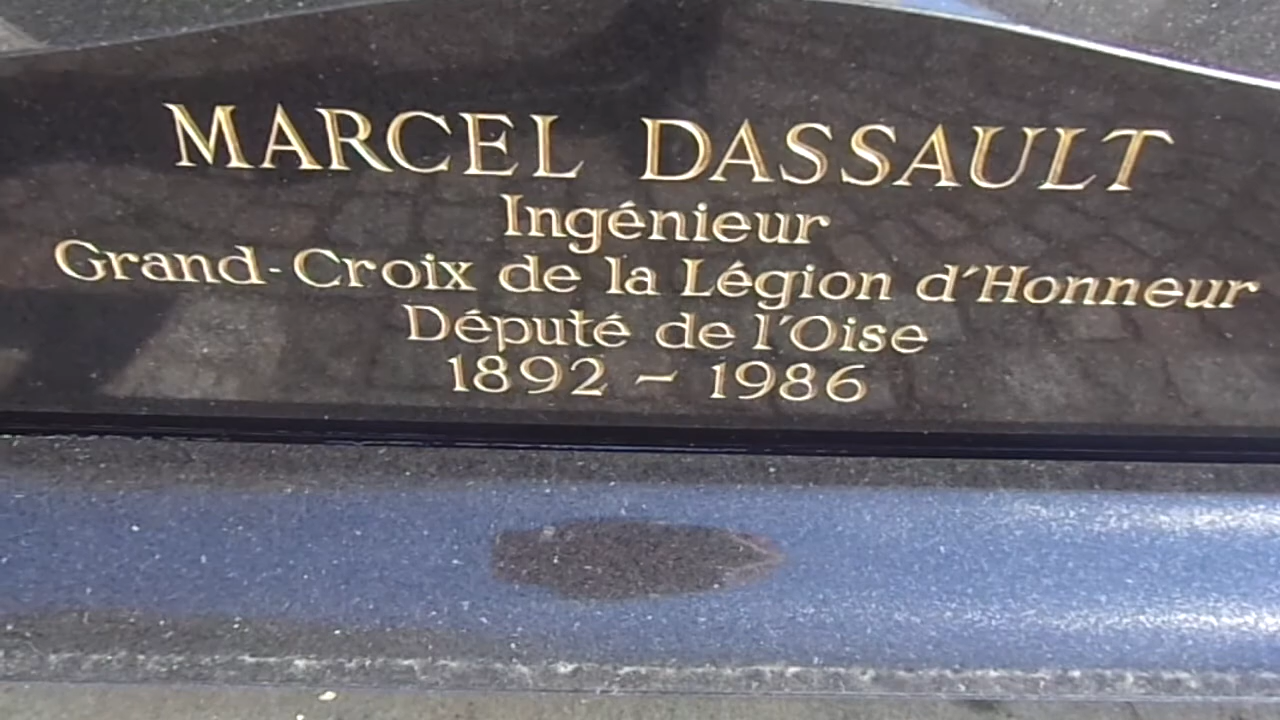 MARCEL DASSAULT
Ingénieur
Grand-Croix de la Légion d'Honneur
Député de l'Oise
1892 - 1986